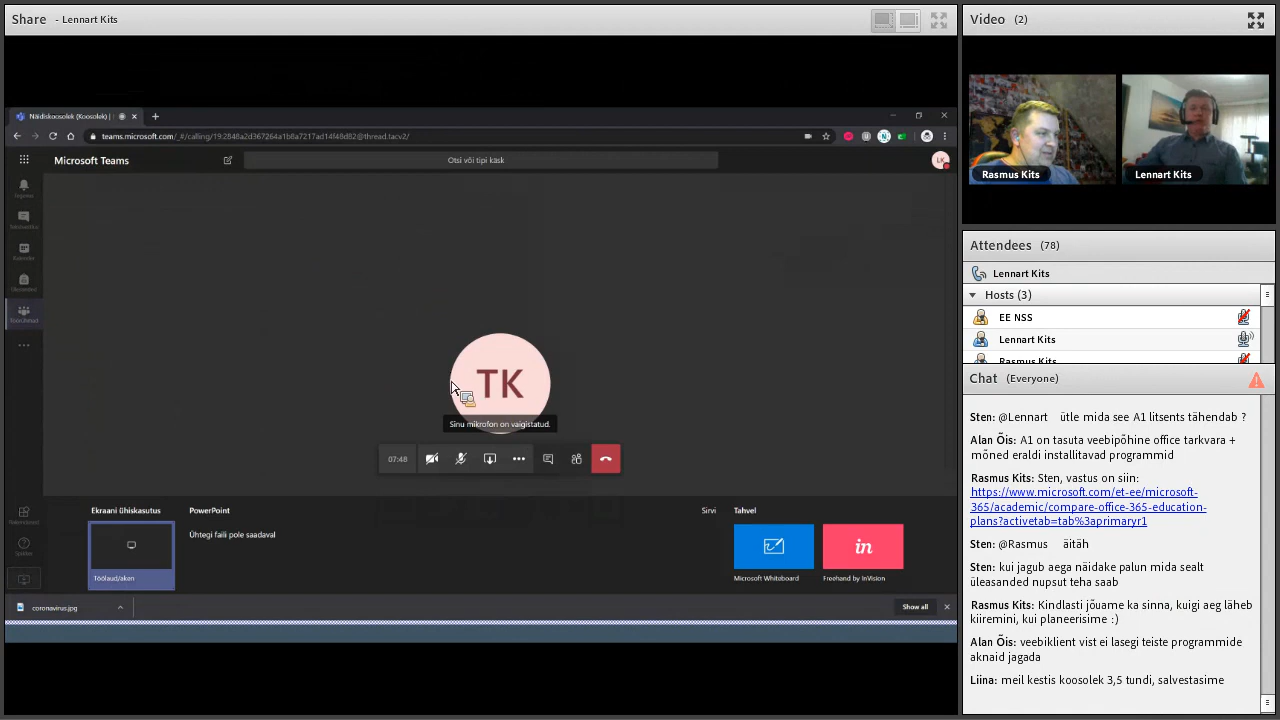 Share - Lennart Kits
Video (2)
Näidiskoosolek (Koosolek) |
teams.microsoft.com/_#/calling/19:2848a2d367264a1b8a7217ad14f48d82@thread.tacv2/
Microsoft Teams
Otsi või tipi käsk
LK
TK
Sinu mikrofon on vaigistatud.
07:48
Ekraani ühiskasutus
PowerPoint
Sirvi
Tahvel
Ühtegi faili pole saadaval
in
Töölaud/aken
Microsoft Whiteboard
Freehand by InVision
coronavirus.jpg
Show all
Rasmus Kits
Lennart Kits
Attendees (78)
Lennart Kits
Hosts (3)
EE NSS
Lennart Kits
Rasmus Kits
Chat (Everyone)
Sten: @Lennart ütle mida see A1 litsents tähendab ?
Alan Õis: A1 on tasuta veebipõhine office tarkvara +
mõned eraldi installitavad programmid
Rasmus Kits: Sten, vastus on siin:
https://www.microsoft.com/et-ee/microsoft-
365/academic/compare-office-365-education-
plans?activetab=tab%3aprimaryr1
Sten: @Rasmus äitäh
Sten: kui jagub aega näidake palun mida sealt
üleasanded nupsut teha saab
Rasmus Kits: Kindlasti jõuame ka sinna, kuigi aeg läheb
kiiremini, kui planeerisime :)
Alan Õis: veebiklient vist ei lasegi teiste programmide
aknaid jagada
Liina: meil kestis koosolek 3,5 tundi, salvestasime